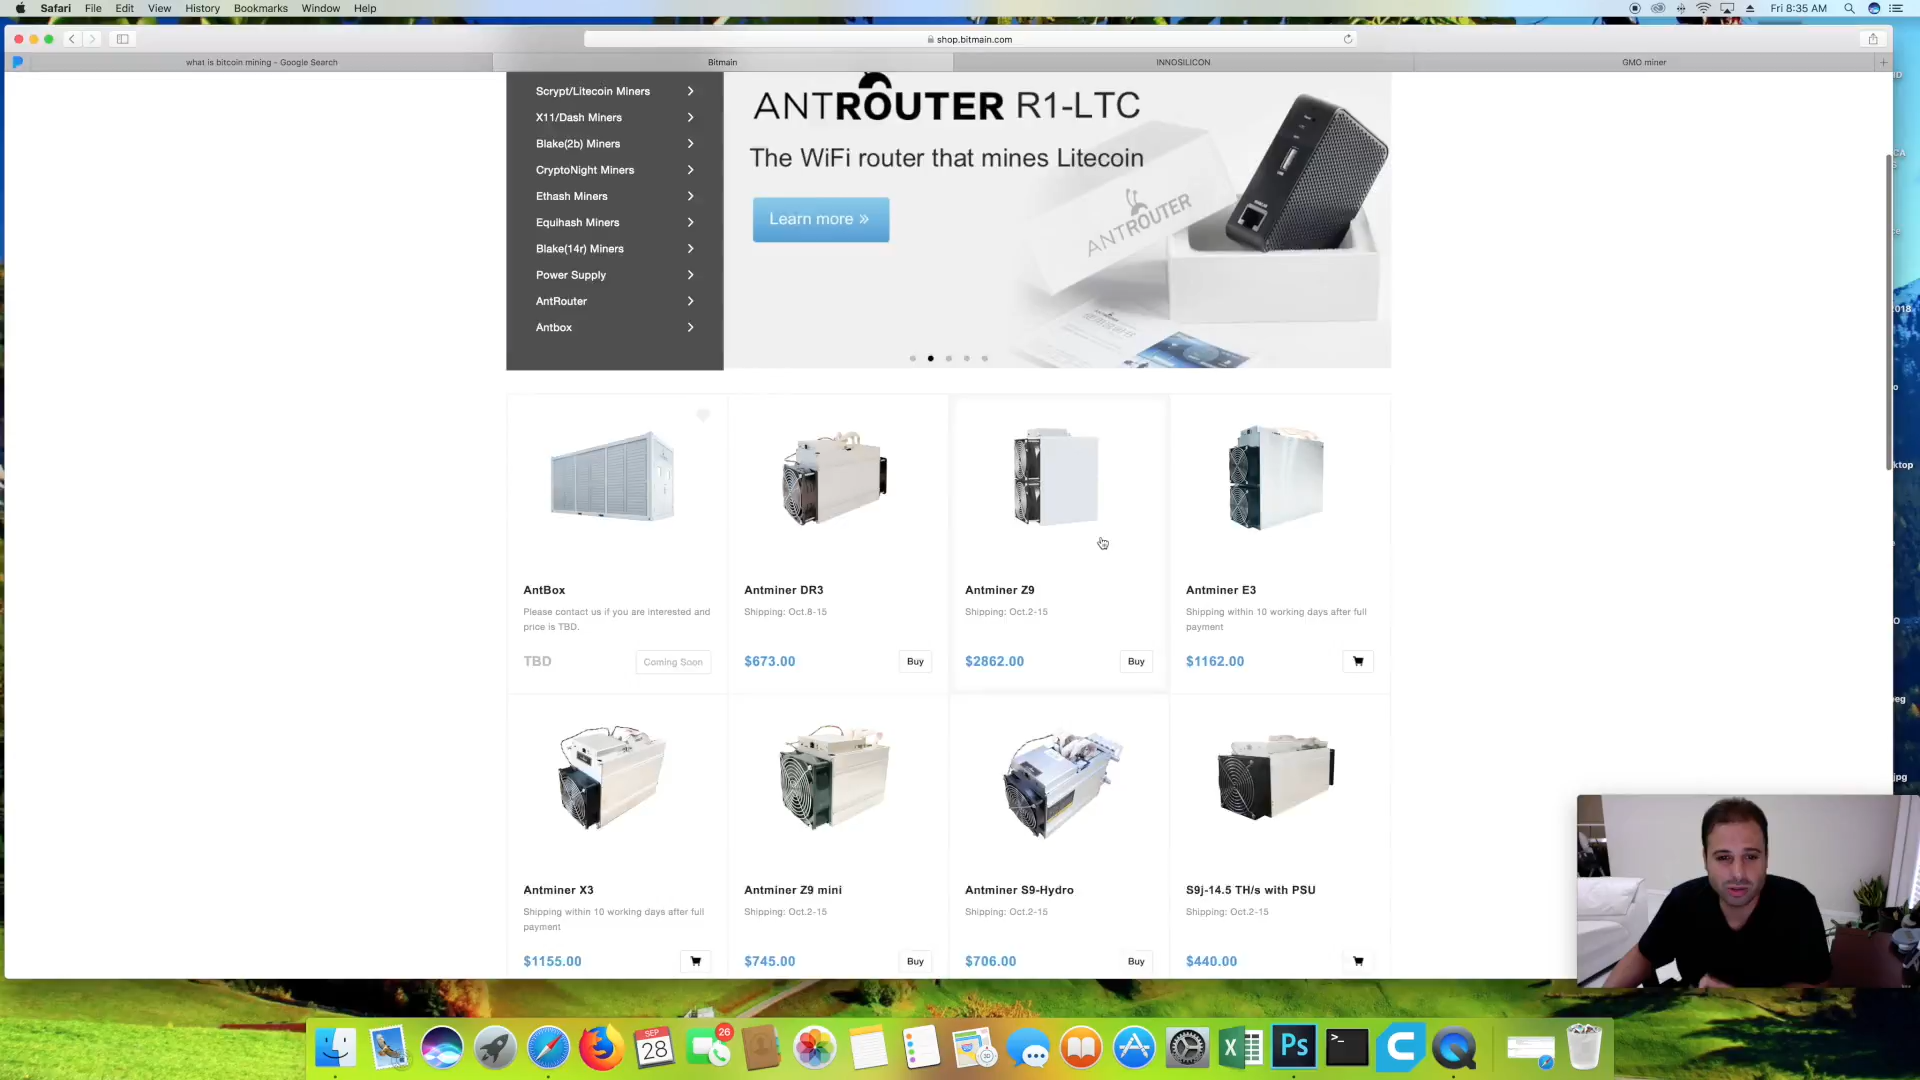 Safari File Edit View History Bookmarks Window Help
Fri 8:35 AM
shop.bitmain.com
what is bitcoin mining - Google Search
Bitmain
INNOSILICON
GMO miner
Scrypt/Litecoin Miners
X11/Dash Miners
Blake(2b) Miners
CryptoNight Miners
Ethash Miners
Equihash Miners
Blake(14r) Miners
Power Supply
AntRouter
Antbox
ANTROUTER R1-LTC
The WiFi router that mines Litecoin
Learn more »
ANTROUTER
AntBox
Please contact us if you are interested and
price is TBD.
TBD
Coming Soon
Antminer DR3
Shipping: Oct.8-15
$673.00
Buy
Antminer Z9
Shipping: Oct.2-15
$2862.00
Buy
Antminer E3
Shipping within 10 working days after full
payment
$1162.00
Antminer X3
Shipping within 10 working days after full
payment
$1155.00
Antminer Z9 mini
Shipping: Oct.2-15
$745.00
Buy
Antminer S9-Hydro
Shipping: Oct.2-15
$706.00
Buy
S9j-14.5 TH/s with PSU
Shipping: Oct.2-15
$440.00
2018
ktop
jpg
SEP
28
26
3D
Ps
>_